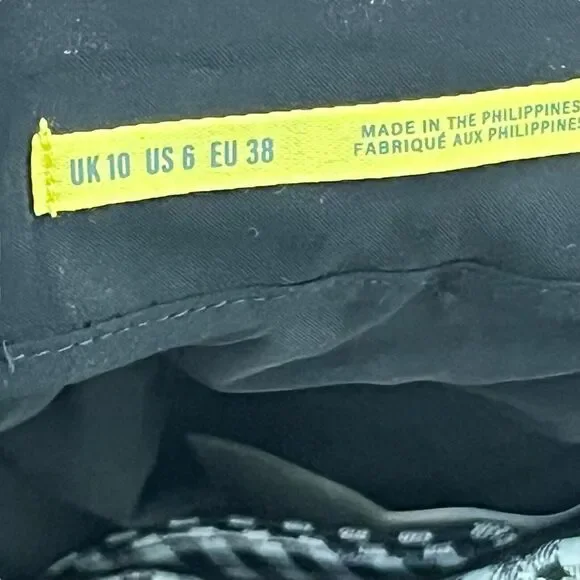 UK 10 US 6 EU 38
MADE IN THE PHILIPPINES
FABRIQUÉ AUX PHILIPPINES